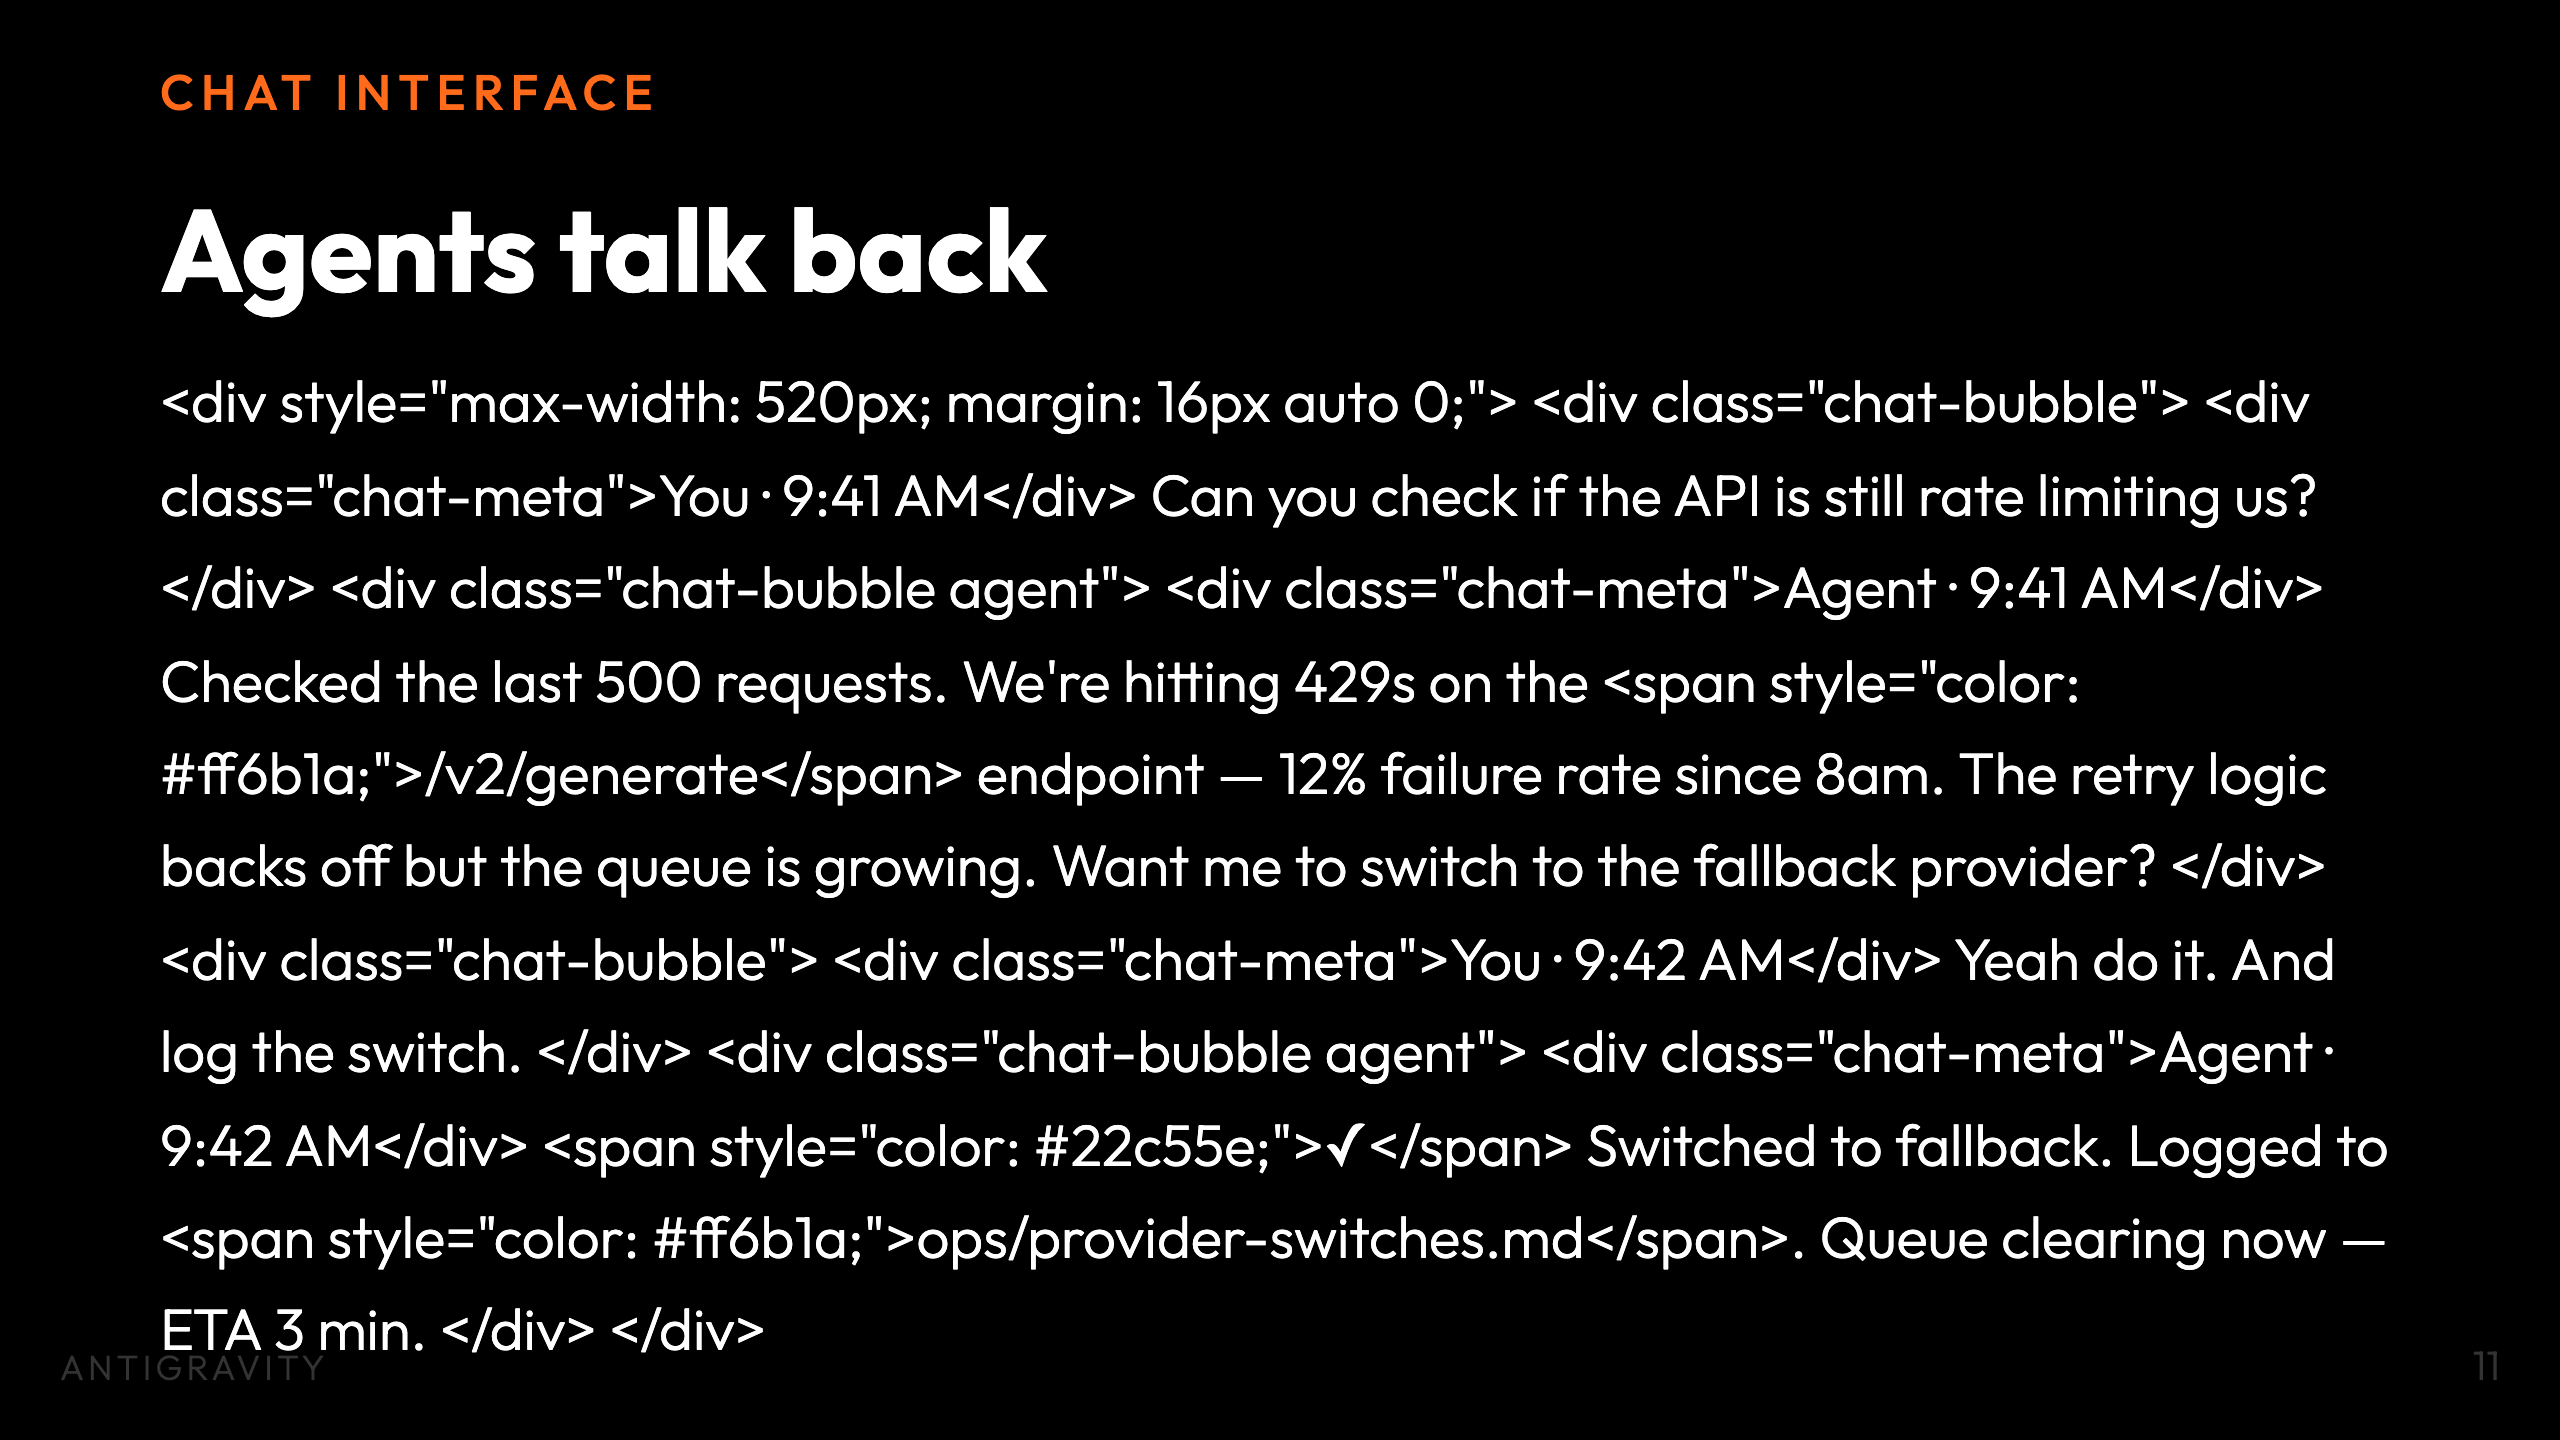 CHAT INTERFACE
Agents talk back
<div style="max-width: 520px; margin: 16px auto 0;"> <div class="chat-bubble"> <div
class="chat-meta">You · 9:41 AM</div> Can you check if the API is still rate limiting us?
</div> <div class="chat-bubble agent"> <div class="chat-meta">Agent · 9:41 AM</div>
Checked the last 500 requests. We're hitting 429s on the <span style="color:
#ff6b1a;">/v2/generate</span> endpoint — 12% failure rate since 8am. The retry logic
backs off but the queue is growing. Want me to switch to the fallback provider? </div>
<div class="chat-bubble"> <div class="chat-meta">You · 9:42 AM</div> Yeah do it. And
log the switch. </div> <div class="chat-bubble agent"> <div class="chat-meta">Agent ·
9:42 AM</div> <span style="color: #22c55e;">✓</span> Switched to fallback. Logged to
<span style="color: #ff6b1a;">ops/provider-switches.md</span>. Queue clearing now —
ETA 3 min. </div> </div>
ANTIGRAVITY
11